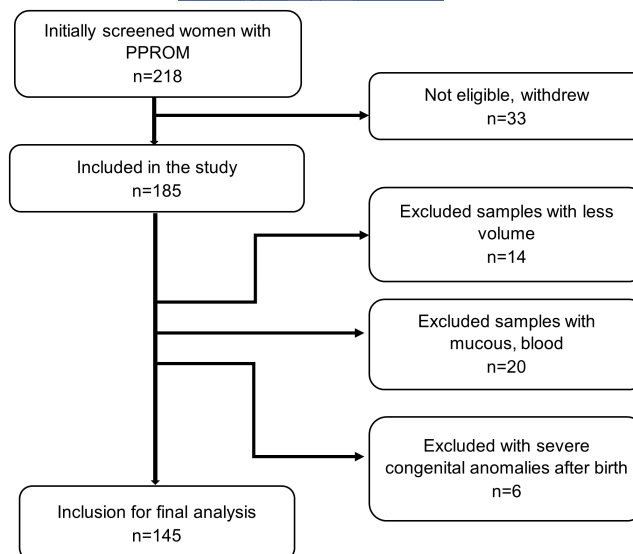 Initially screened women with
PPROM
n=218
Not eligible, withdrew
n=33
Included in the study
n=185
Excluded samples with less
volume
n=14
Excluded samples with
mucous, blood
n=20
Excluded with severe
congenital anomalies after birth
n=6
Inclusion for final analysis
n=145